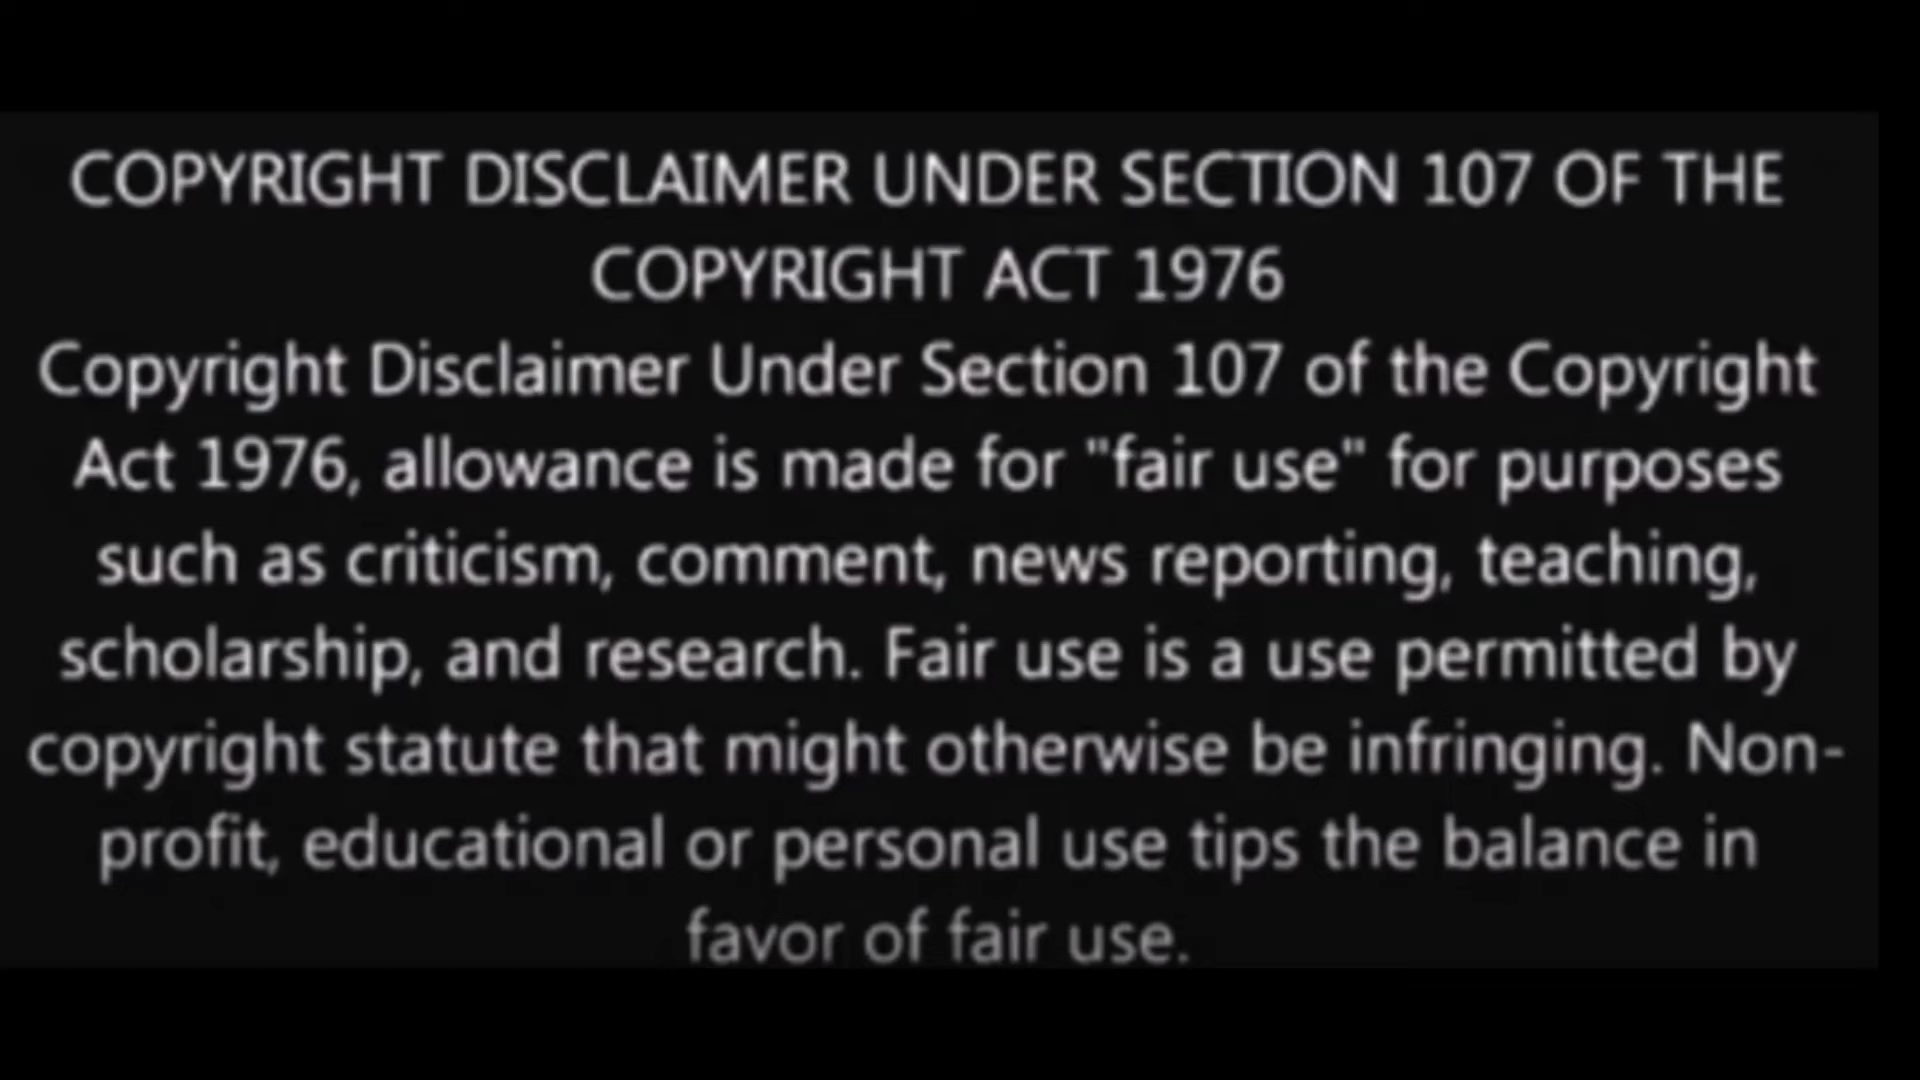 COPYRIGHT DISCLAIMER UNDER SECTION 107 OF THE
COPYRIGHT ACT 1976
Copyright Disclaimer Under Section 107 of the Copyright
Act 1976, allowance is made for "fair use" for purposes
such as criticism, comment, news reporting, teaching,
scholarship, and research. Fair use is a use permitted by
copyright statute that might otherwise be infringing. Non-
profit, educational or personal use tips the balance in
favor of fair use.